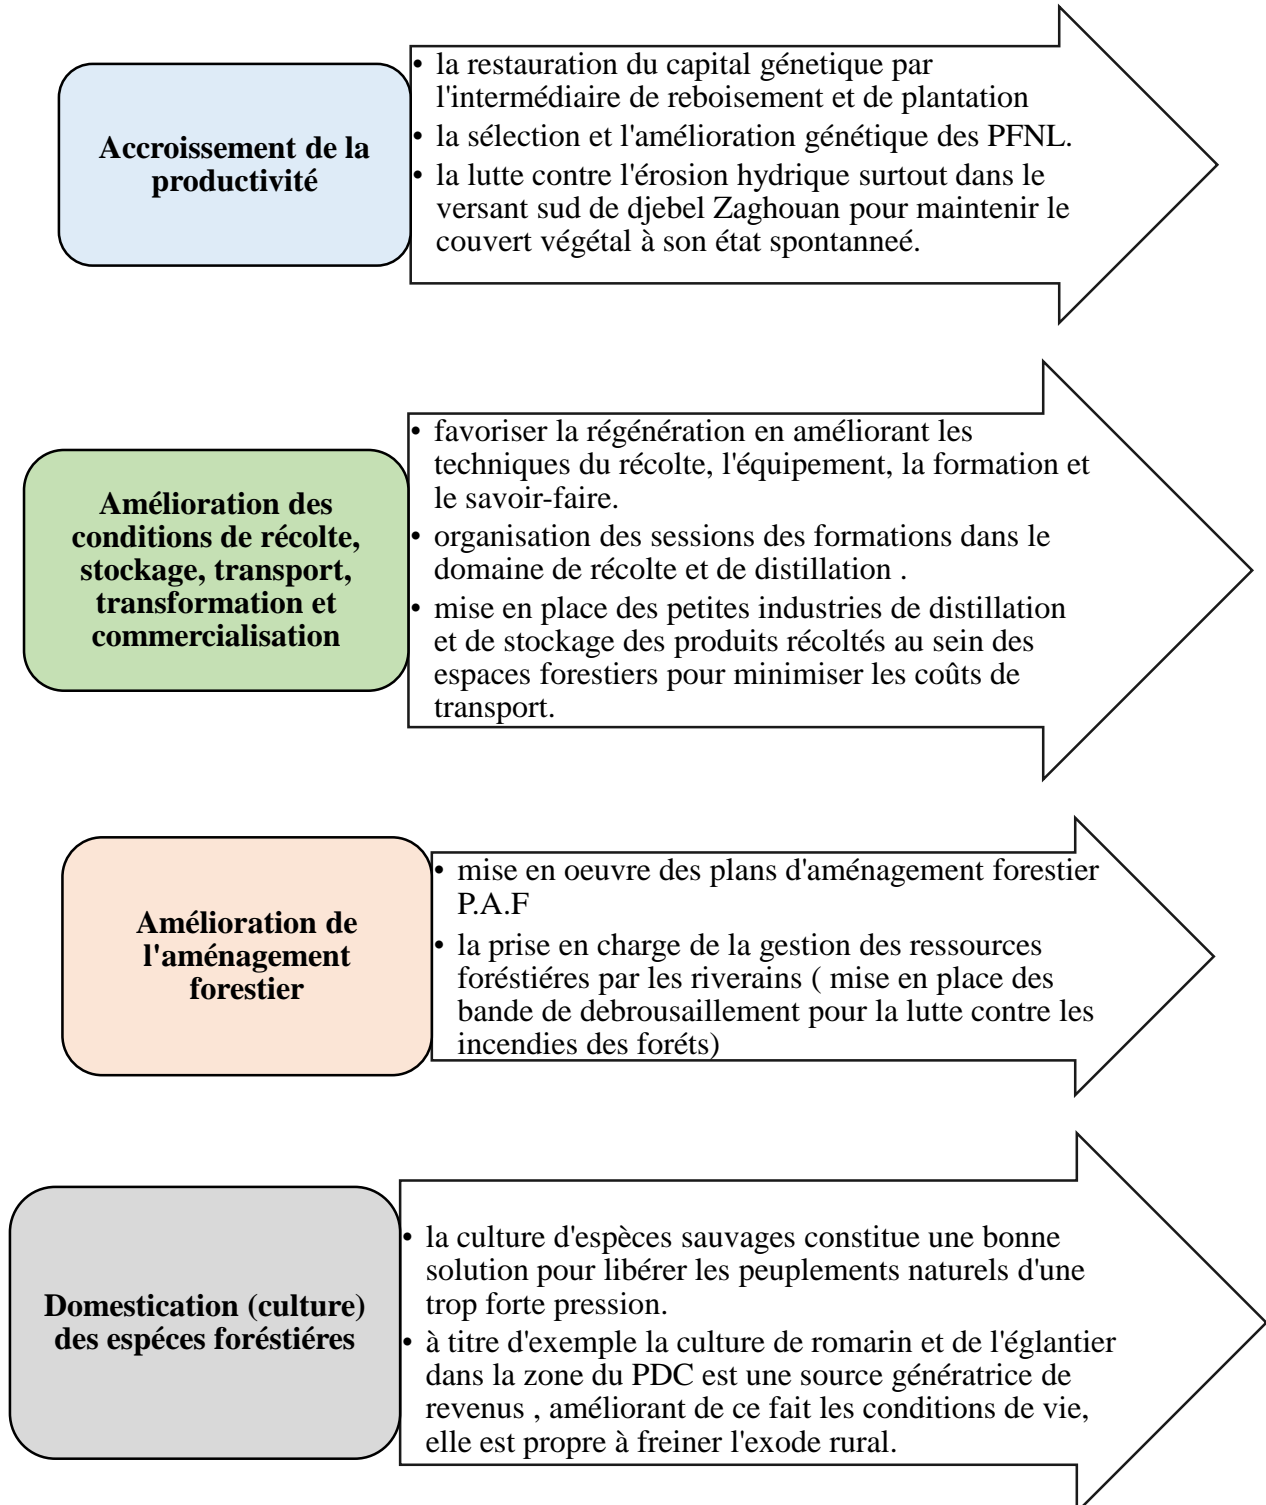 Accroissement de la
productivité
• la restauration du capital génetique par
l'intermédiaire de reboisement et de plantation
• la sélection et l'amélioration génétique des PFNL.
• la lutte contre l'érosion hydrique surtout dans le
versant sud de djebel Zaghouan pour maintenir le
couvert végétal à son état spontanneé.
Amélioration des
conditions de récolte,
stockage, transport,
transformation et
commercialisation
• favoriser la régénération en améliorant les
techniques du récolte, l'équipement, la formation et
le savoir-faire.
• organisation des sessions des formations dans le
domaine de récolte et de distillation .
• mise en place des petites industries de distillation
et de stockage des produits récoltés au sein des
espaces forestiers pour minimiser les coûts de
transport.
Amélioration de
l'aménagement
forestier
• mise en oeuvre des plans d'aménagement forestier
P.A.F
• la prise en charge de la gestion des ressources
foréstiéres par les riverains ( mise en place des
bande de debrousaillement pour la lutte contre les
incendies des foréts)
Domestication (culture)
des espéces foréstiéres
• la culture d'espèces sauvages constitue une bonne
solution pour libérer les peuplements naturels d'une
trop forte pression.
• à titre d'exemple la culture de romarin et de l'églantier
dans la zone du PDC est une source génératrice de
revenus , améliorant de ce fait les conditions de vie,
elle est propre à freiner l'exode rural.